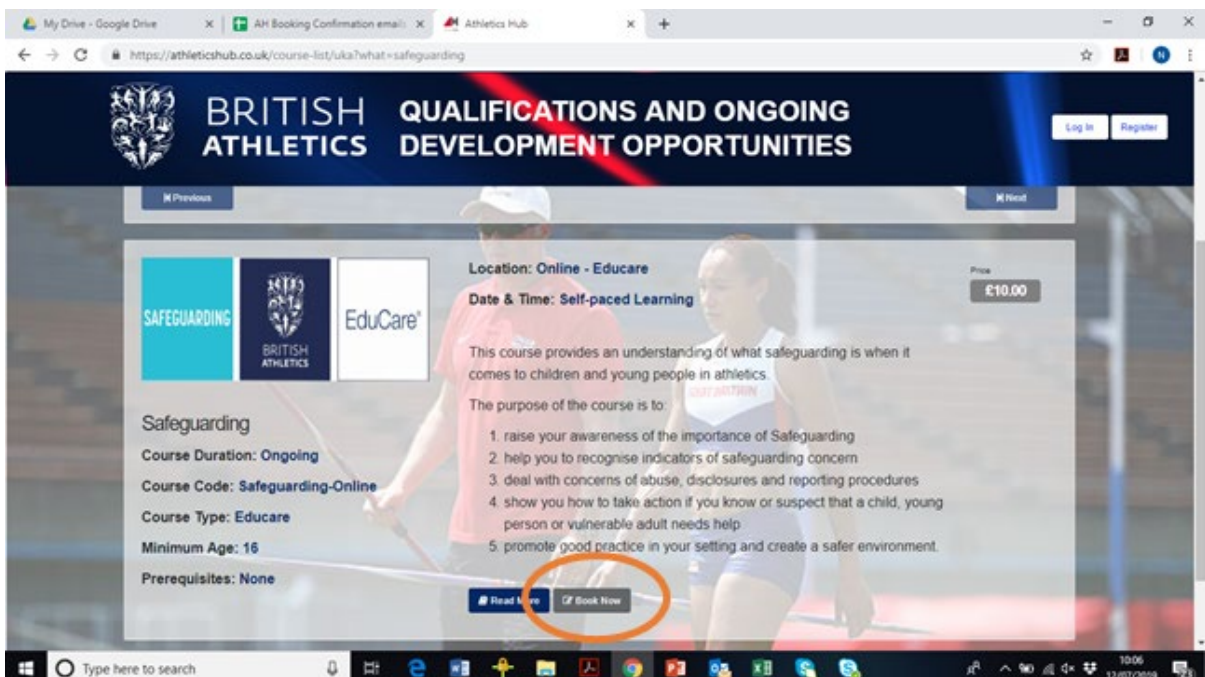 My Drive - Google Drive
AH Booking Confirmation email
Athletics Hub
https://athleticshub.co.uk/course-list/uka?what=safeguarding
N
BRITISH ATHLETICS
QUALIFICATIONS AND ONGOING
DEVELOPMENT OPPORTUNITIES
Log In
Register
Previous
Next
SAFEGUARDING
BRITISH
ATHLETICS
EduCare
Safeguarding
Course Duration: Ongoing
Course Code: Safeguarding-Online
Course Type: Educare
Minimum Age: 16
Prerequisites: None
Location: Online - Educare
Date & Time: Self-paced Learning
Price
£10.00
This course provides an understanding of what safeguarding is when it
comes to children and young people in athletics.
The purpose of the course is to:
1. raise your awareness of the importance of Safeguarding
2. help you to recognise indicators of safeguarding concern
3. deal with concerns of abuse, disclosures and reporting procedures
4. show you how to take action if you know or suspect that a child, young
person or vulnerable adult needs help
5. promote good practice in your setting and create a safer environment.
Read More
Book Now
Type here to search
10:06
12/07/2019